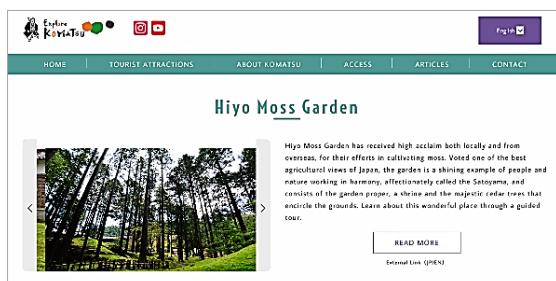 Explore
KOMATSU
English
HOME
TOURIST ATTRACTIONS
ABOUT KOMATSU
ACCESS
ARTICLES
CONTACT
Hiyo Moss Garden
Hiyo Moss Garden has received high acclaim both locally and from
overseas, for their efforts in cultivating moss. Voted one of the best
agricultural views of Japan, the garden is a shining example of people and
nature working in harmony, affectionately called the Satoyama, and
consists of the garden proper, a shrine and the majestic cedar trees that
encircle the grounds. Learn about this wonderful place through a guided
tour.
READ MORE
External Link (JP/EN)